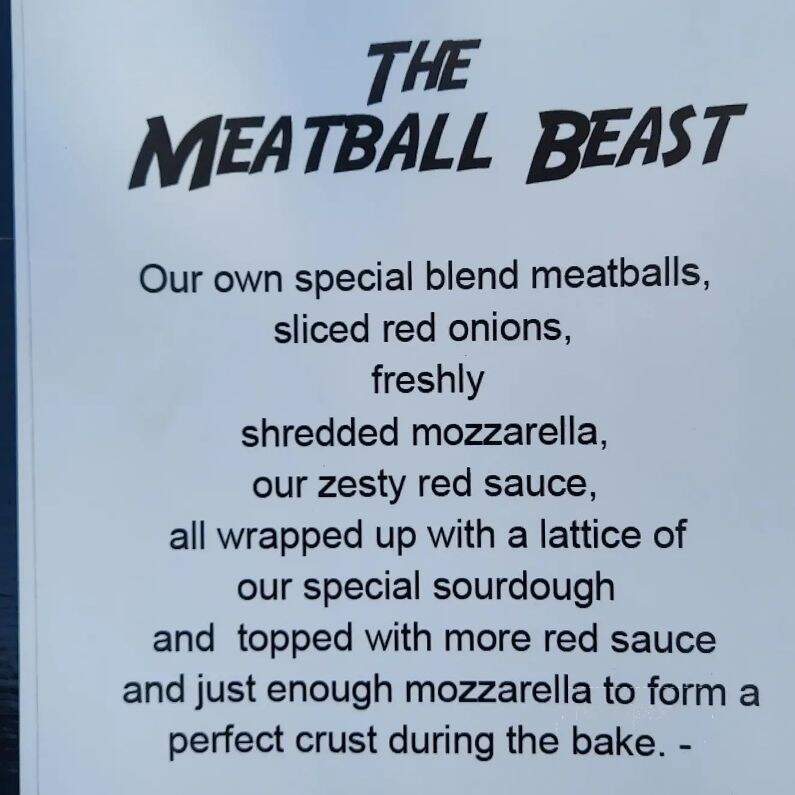 THE
MEATBALL BEAST
Our own special blend meatballs,
sliced red onions,
freshly
shredded mozzarella,
our zesty red sauce,
all wrapped up with a lattice of
our special sourdough
and  topped with more red sauce
and just enough mozzarella to form a
perfect crust during the bake. -